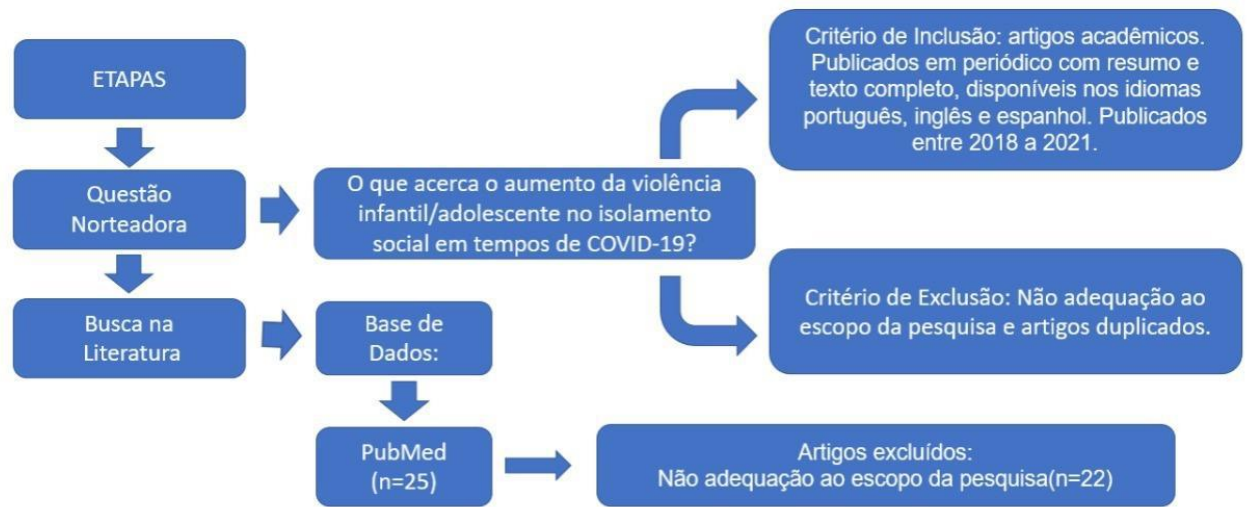 ETAPAS
Questão
Norteadora
O que acerca o aumento da violência
infantil/adolescente no isolamento
social em tempos de COVID-19?
Critério de Inclusão: artigos acadêmicos.
Publicados em periódico com resumo e
texto completo, disponíveis nos idiomas
português, inglês e espanhol. Publicados
entre 2018 a 2021.
Critério de Exclusão: Não adequação ao
escopo da pesquisa e artigos duplicados.
Busca na
Literatura
Base de
Dados:
PubMed
(n=25)
Artigos excluídos:
Não adequação ao escopo da pesquisa(n=22)